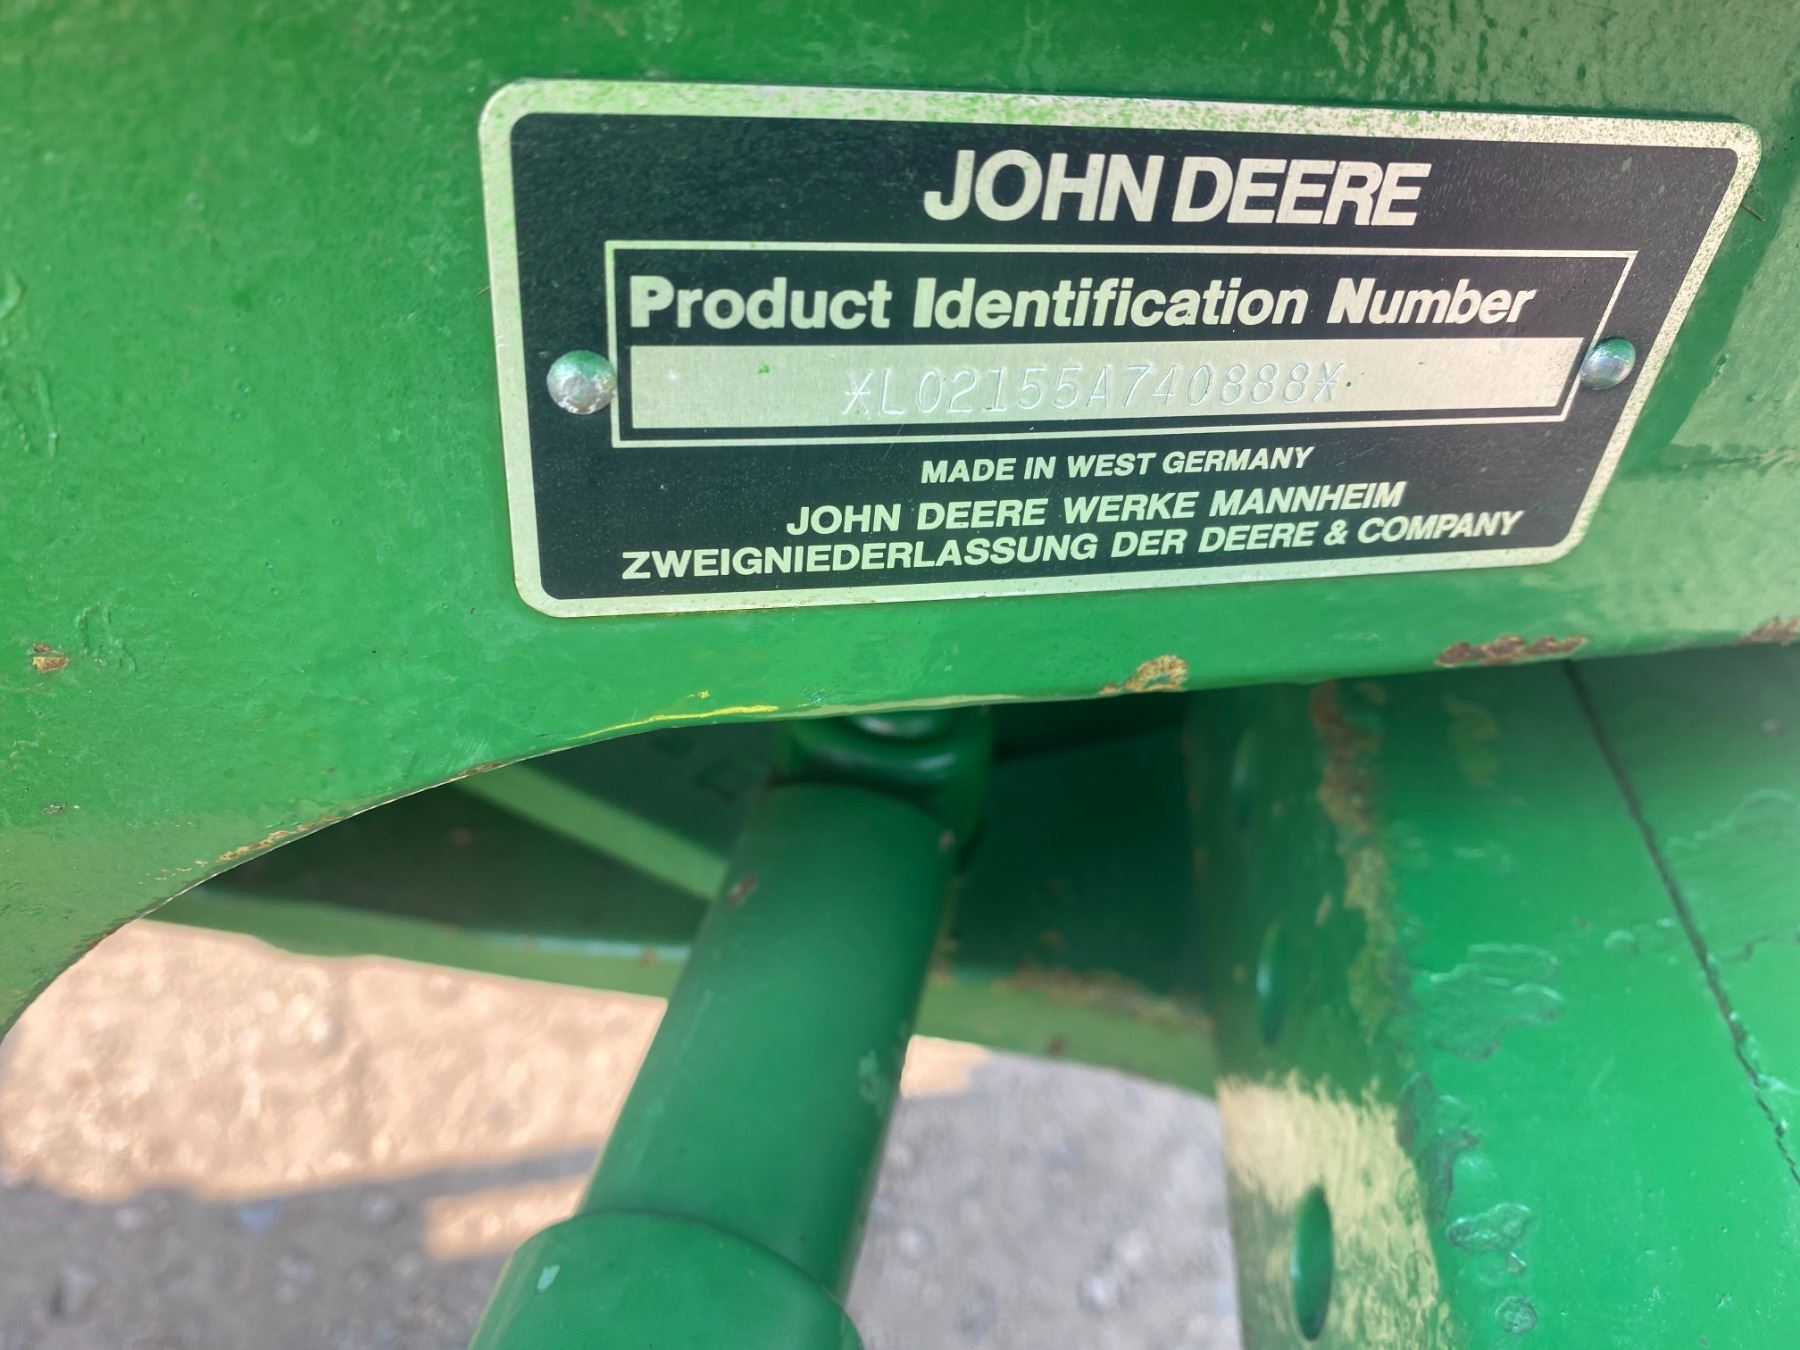 JOHN DEERE
Product Identification Number
*L02155A740888*
MADE IN WEST GERMANY
JOHN DEERE WERKE MANNHEIM
ZWEIGNIEDERLASSUNG DER DEERE & COMPANY